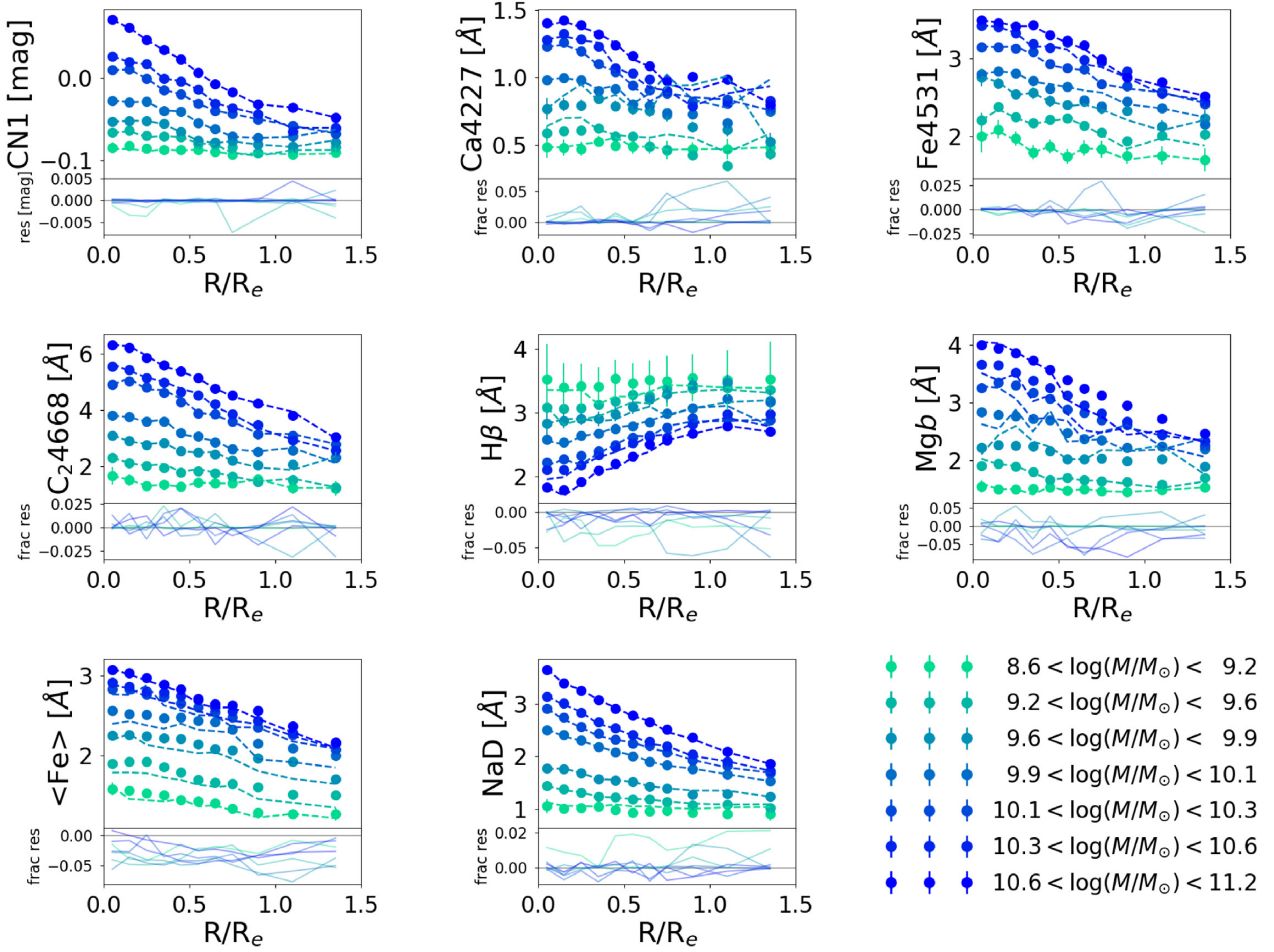 CN1 [mag]
0.0
−0.1
res [mag]
0.005
0.000
−0.005
0.0 0.5 1.0 1.5
R/Re
Ca4227 [Å]
1.5
1.0
0.5
frac res
0.05
0.00
0.0 0.5 1.0 1.5
R/Re
Fe4531 [Å]
3
2
frac res
0.025
0.000
−0.025
0.0 0.5 1.0 1.5
R/Re
C₂4668 [Å]
6
4
2
frac res
0.025
0.000
−0.025
0.0 0.5 1.0 1.5
R/Re
Hβ [Å]
4
3
2
frac res
0.00
−0.05
0.0 0.5 1.0 1.5
R/Re
Mgb [Å]
4
3
2
frac res
0.05
0.00
−0.05
0.0 0.5 1.0 1.5
R/Re
<Fe> [Å]
3
2
frac res
0.00
−0.05
0.0 0.5 1.0 1.5
R/Re
NaD [Å]
3
2
1
frac res
0.02
0.00
0.0 0.5 1.0 1.5
R/Re
8.6 < log(M/M⊙) < 9.2
9.2 < log(M/M⊙) < 9.6
9.6 < log(M/M⊙) < 9.9
9.9 < log(M/M⊙) < 10.1
10.1 < log(M/M⊙) < 10.3
10.3 < log(M/M⊙) < 10.6
10.6 < log(M/M⊙) < 11.2